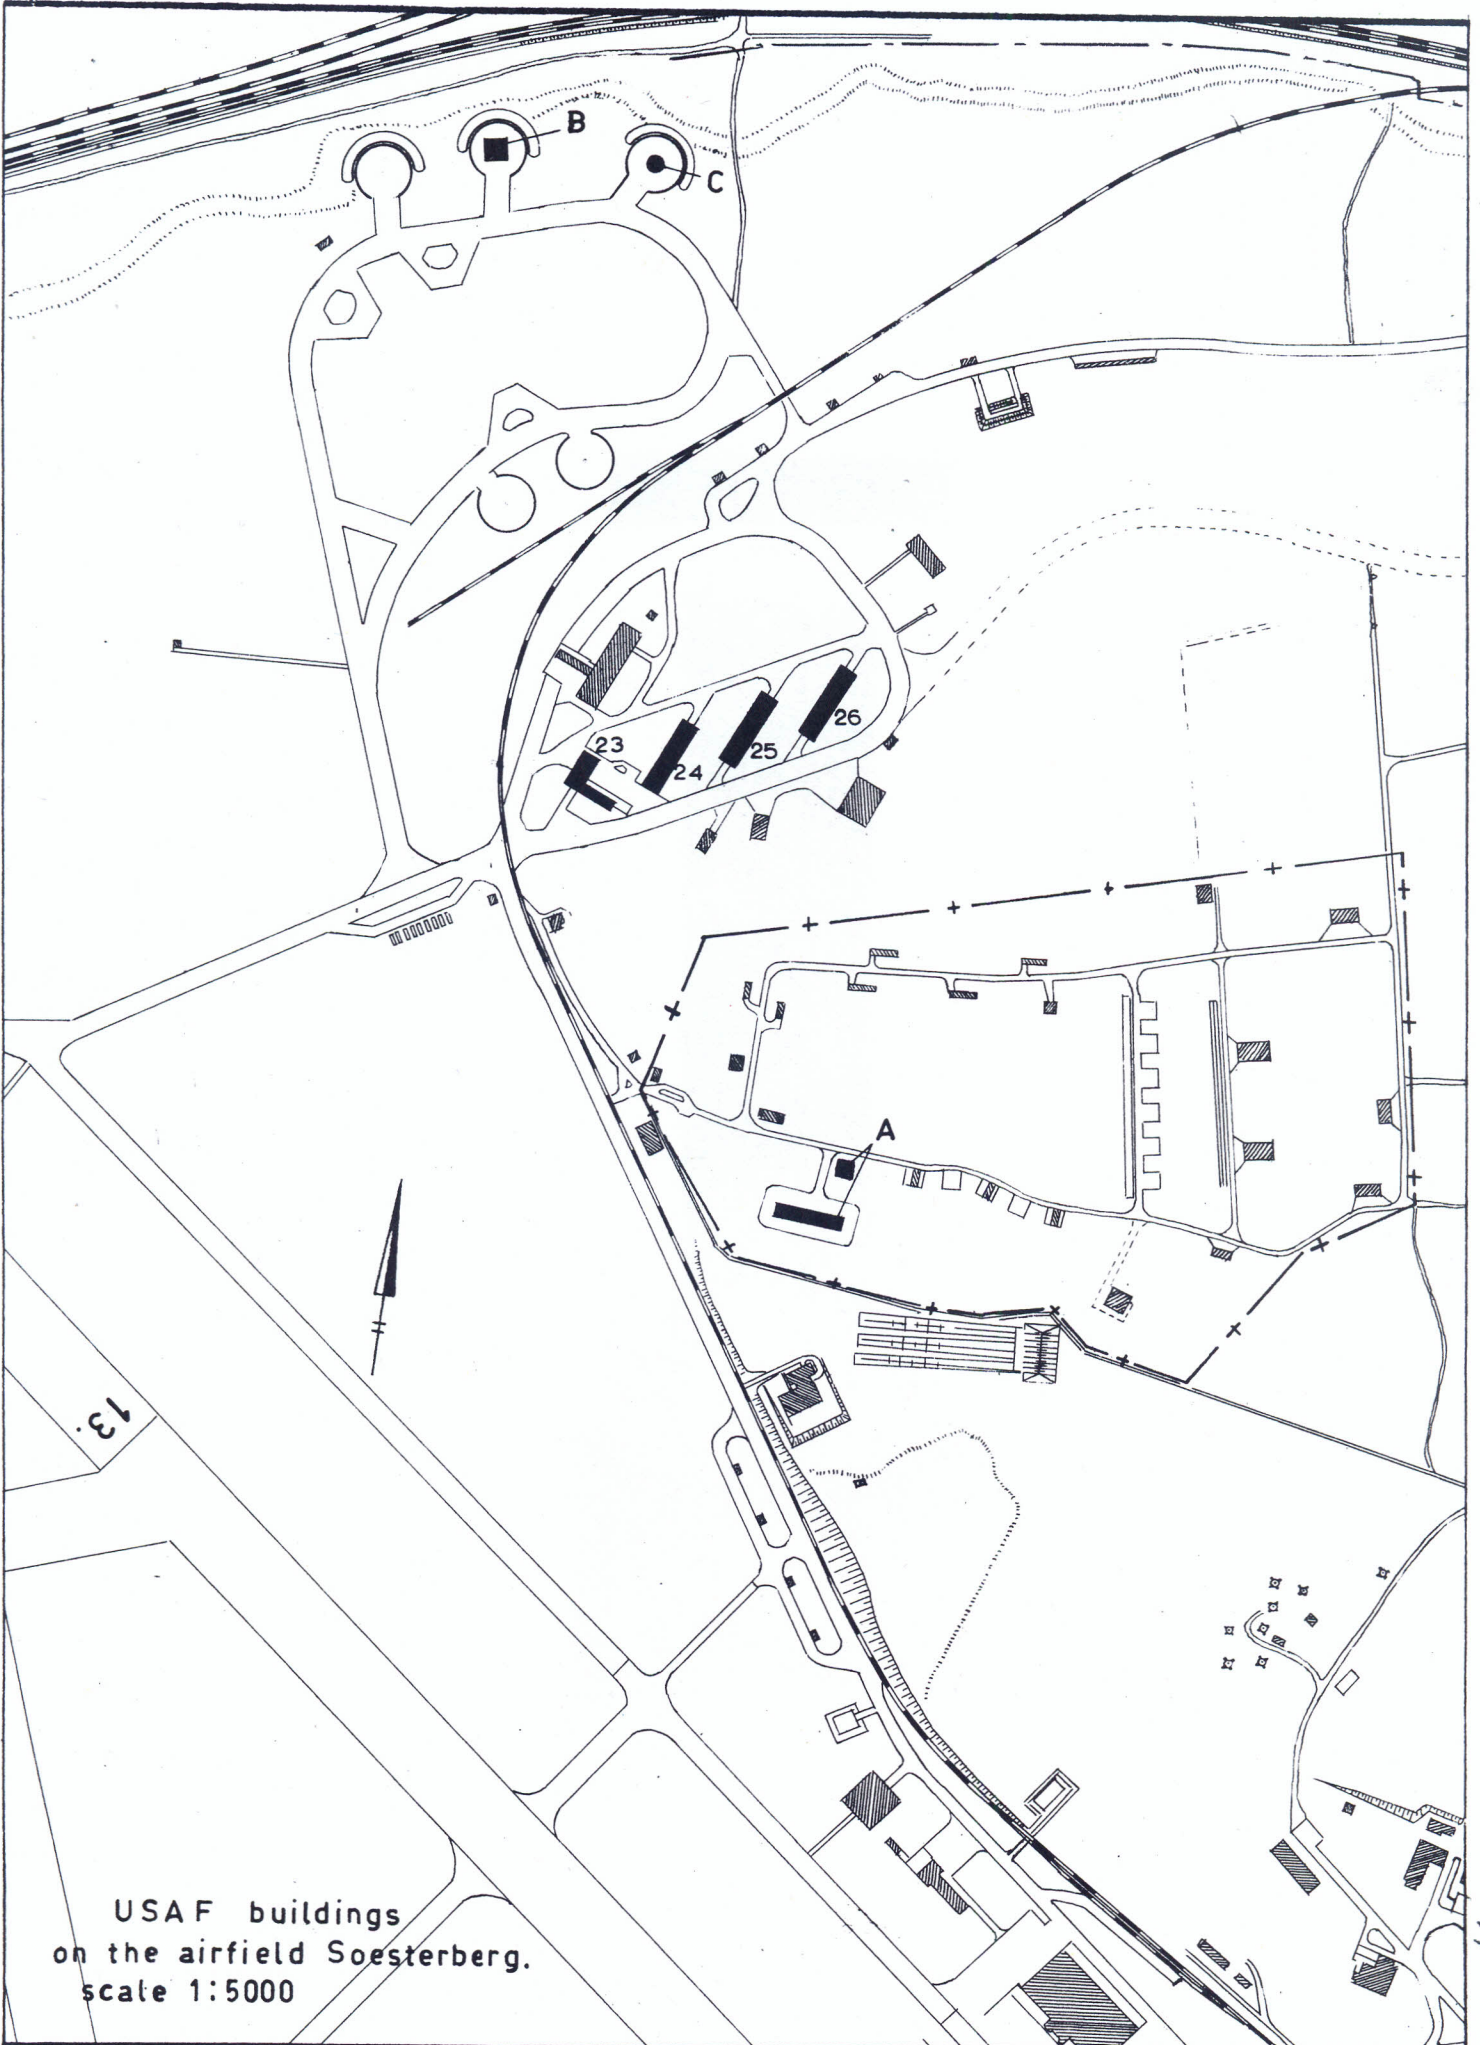 B
C
26
23
25
24
A
13.
USAF buildings
on the airfield Soesterberg.
scale 1:5000